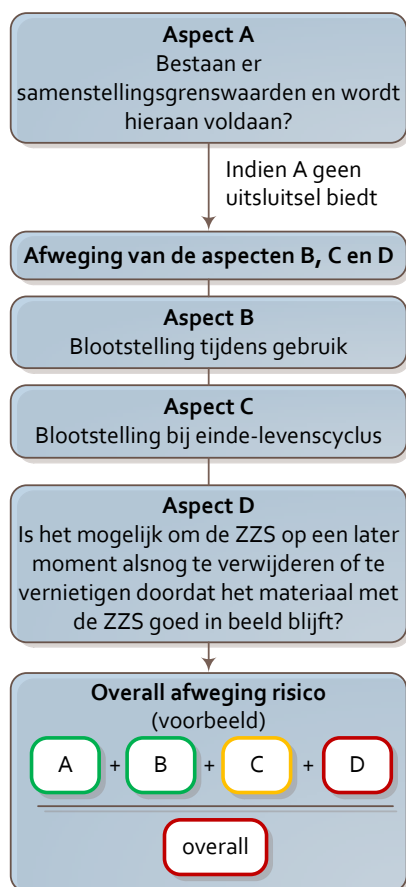 Aspect A
Bestaan er
samenstellingsgrenswaarden en wordt
hieraan voldaan?
Indien A geen
uitsluitsel biedt
Afweging van de aspecten B, C en D
Aspect B
Blootstelling tijdens gebruik
Aspect C
Blootstelling bij einde-levenscyclus
Aspect D
Is het mogelijk om de ZZS op een later
moment alsnog te verwijderen of te
vernietigen doordat het materiaal met
de ZZS goed in beeld blijft?
Overall afweging risico
(voorbeeld)
A + B + C + D
overall